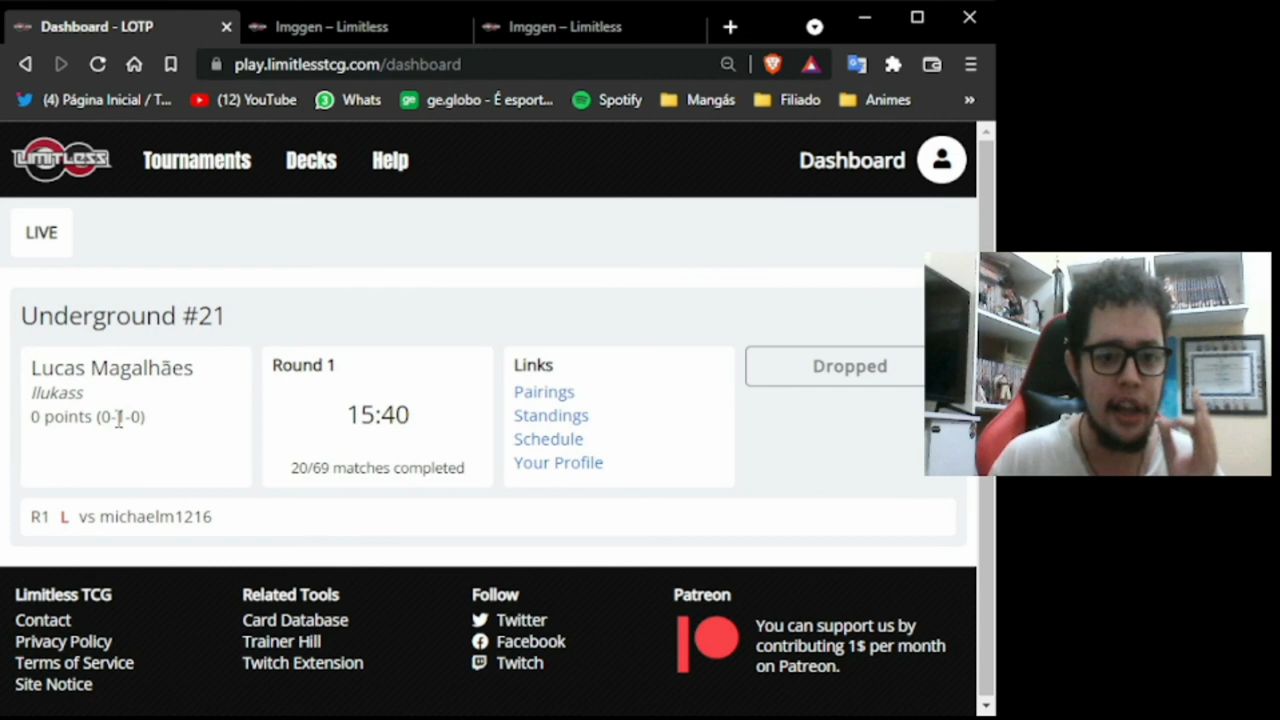 Dashboard - LOTP
Imggen – Limitless
Imggen – Limitless
play.limitlesstcg.com/dashboard
(4) Página Inicial / T...
(12) YouTube
Whats
ge.globo - É esport...
Spotify
Mangás
Filiado
Animes
LIMITLESS
Tournaments
Decks
Help
Dashboard
LIVE
Underground #21
Lucas Magalhães
llukass
0 points (0-1-0)
Round 1
15:40
20/69 matches completed
Links
Pairings
Standings
Schedule
Your Profile
Dropped
R1 L vs michaelm1216
Limitless TCG
Contact
Privacy Policy
Terms of Service
Site Notice
Related Tools
Card Database
Trainer Hill
Twitch Extension
Follow
Twitter
Facebook
Twitch
Patreon
You can support us by
contributing 1$ per month
on Patreon.